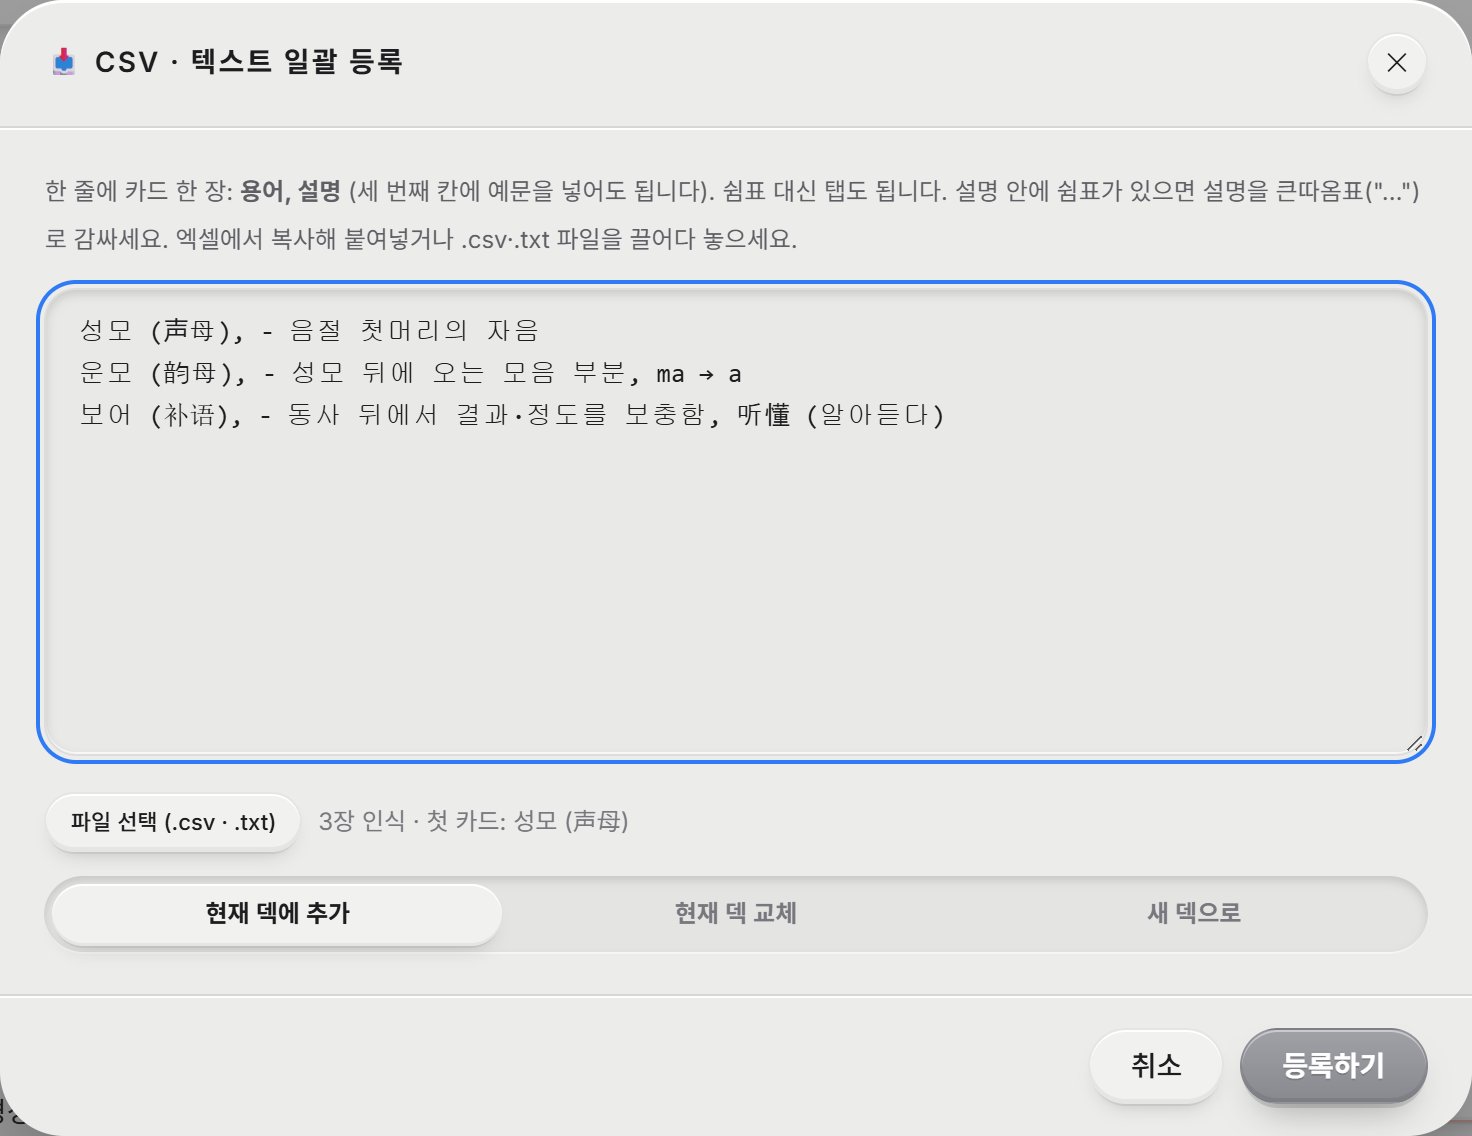 CSV · 텍스트 일괄 등록
한 줄에 카드 한 장: 용어, 설명 (세 번째 칸에 예문을 넣어도 됩니다). 쉼표 대신 탭도 됩니다. 설명 안에 쉼표가 있으면 설명을 큰따옴표("...")
로 감싸세요. 엑셀에서 복사해 붙여넣거나 .csv·.txt 파일을 끌어다 놓으세요.
성모 (声母), - 음절 첫머리의 자음
운모 (韵母), - 성모 뒤에 오는 모음 부분, ma → a
보어 (补语), - 동사 뒤에서 결과·정도를 보충함, 听懂 (알아듣다)
파일 선택 (.csv · .txt) 3장 인식 · 첫 카드: 성모 (声母)
현재 덱에 추가 현재 덱 교체 새 덱으로
취소 등록하기